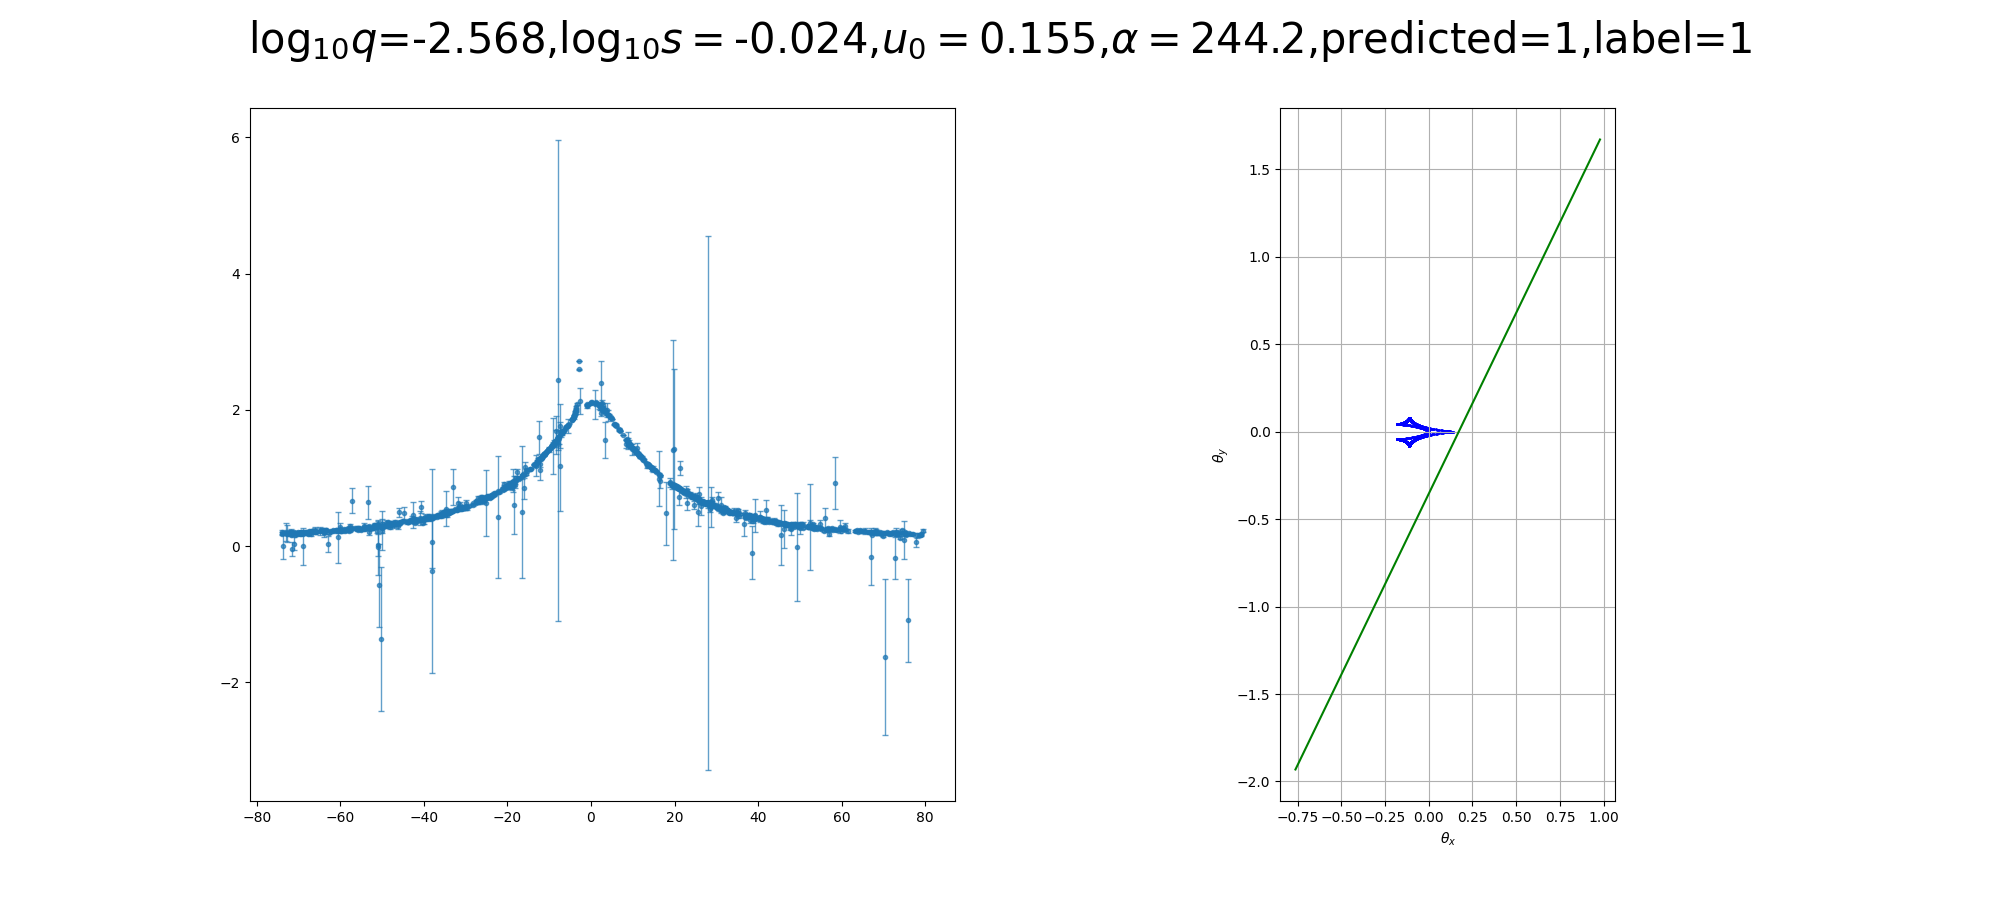 log₁₀q=-2.568,log₁₀s = -0.024,u₀ = 0.155,α = 244.2,predicted=1,label=1
6
4
2
0
−2
−80 −60 −40 −20 0 20 40 60 80
1.5
1.0
0.5
0.0
−0.5
−1.0
−1.5
−2.0
θy
−0.75 −0.50 −0.25 0.00 0.25 0.50 0.75 1.00
θx